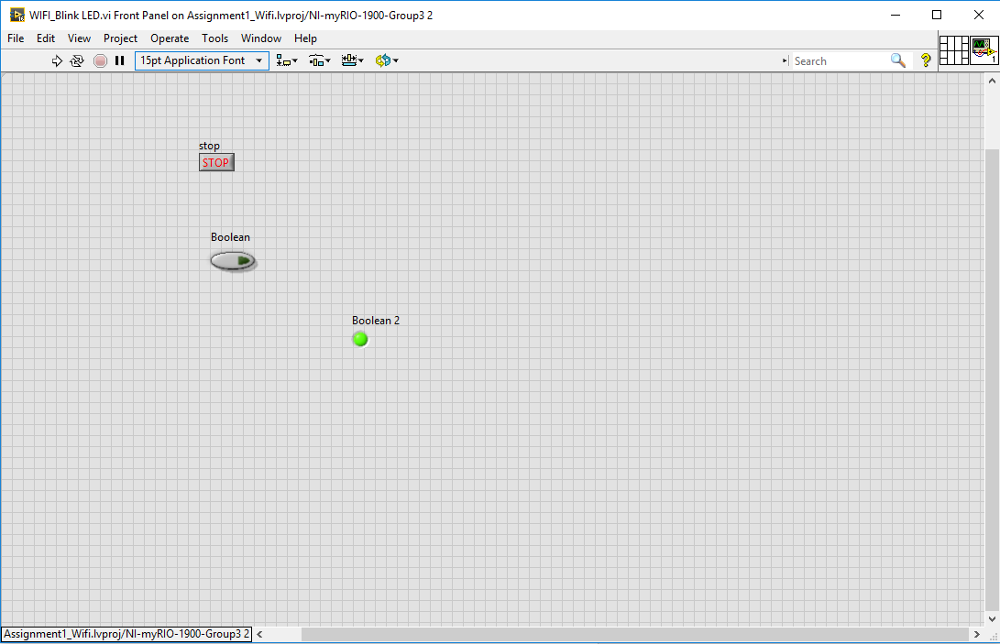 WIFI_Blink LED.vi Front Panel on Assignment1_Wifi.lvproj/NI-myRIO-1900-Group3 2
File Edit View Project Operate Tools Window Help
15pt Application Font Search ? 1
stop
STOP
Boolean
Boolean 2
Assignment1_Wifi.lvproj/NI-myRIO-1900-Group3 2